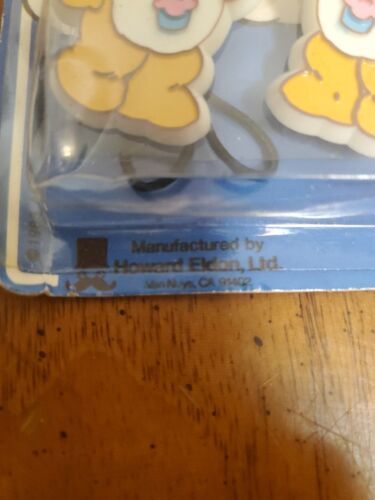 Manufactured by
Howard Eldon, Ltd.
Van Nuys, CA 91402